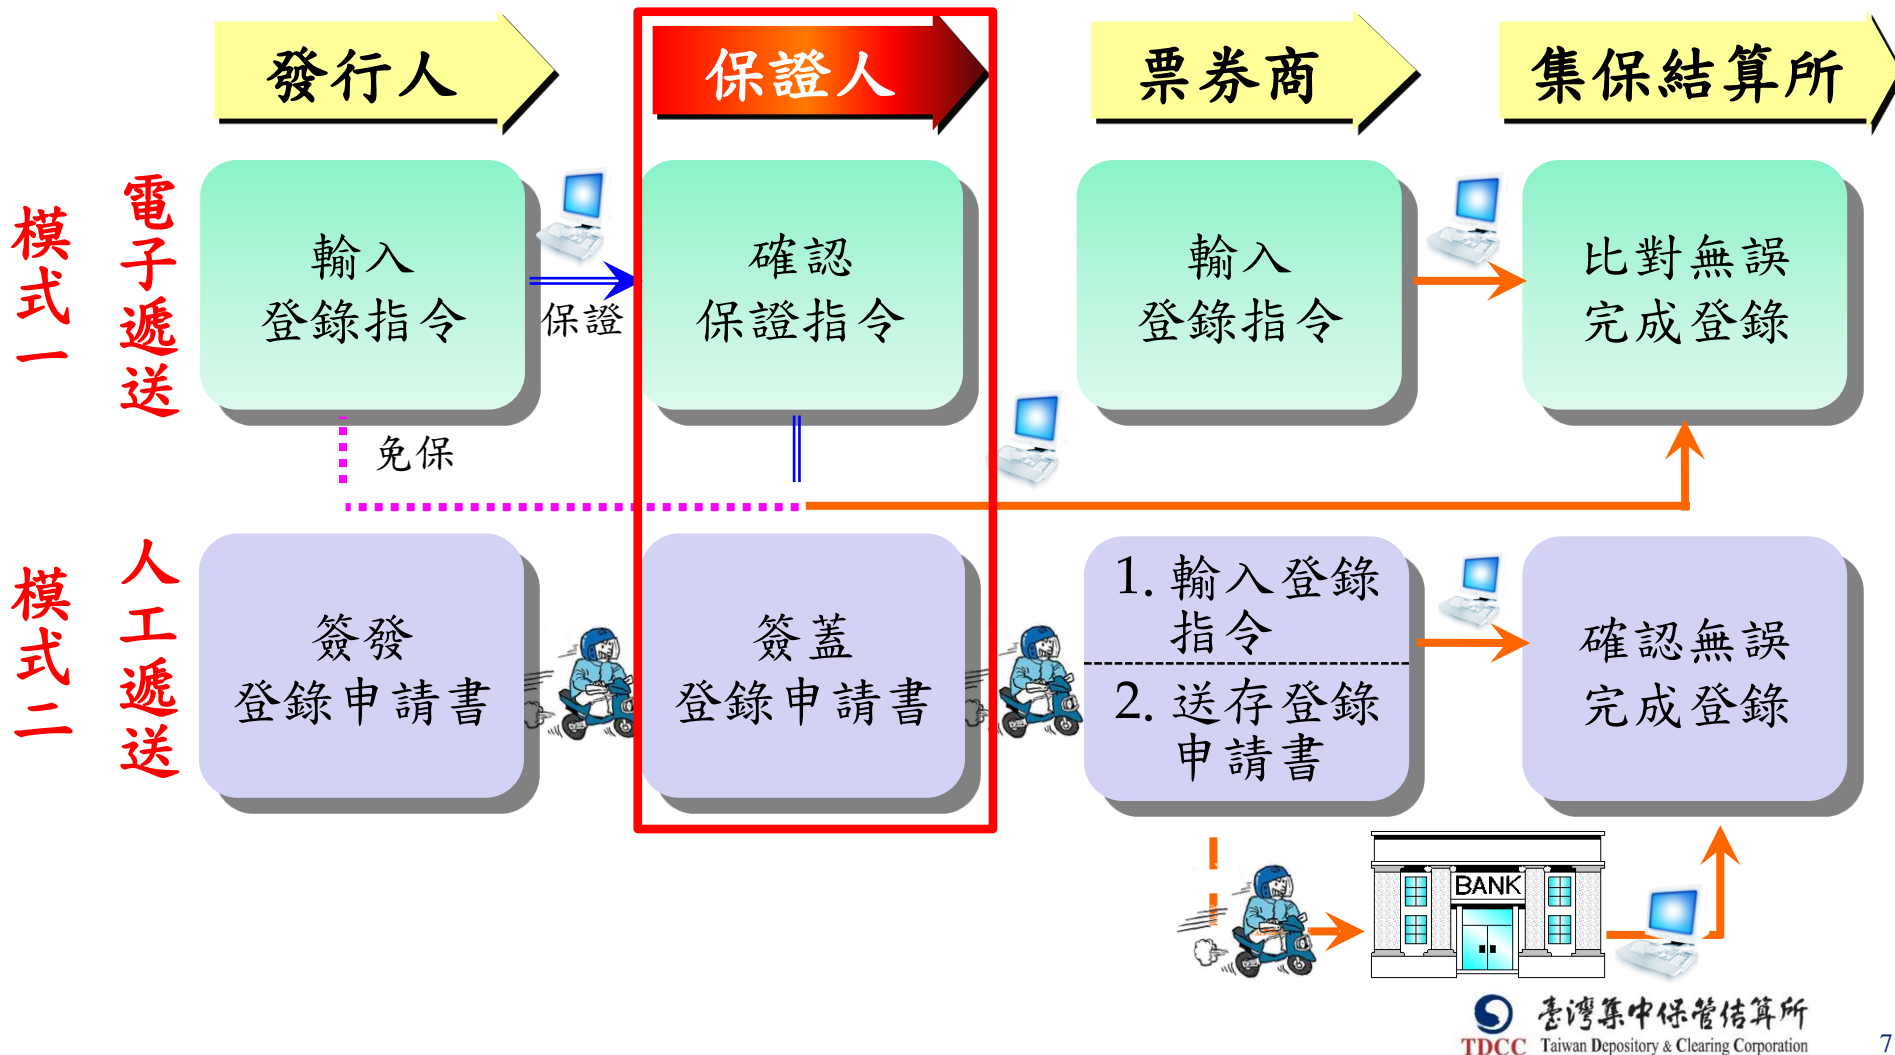 發行人
保證人
票券商
集保結算所
模式一
電子遞送
輸入
登錄指令
保證
確認
保證指令
輸入
登錄指令
比對無誤
完成登錄
免保
模式二
人工遞送
簽發
登錄申請書
簽蓋
登錄申請書
1. 輸入登錄
指令
2. 送存登錄
申請書
確認無誤
完成登錄
BANK
臺灣集中保管結算所
TDCC Taiwan Depository & Clearing Corporation
7